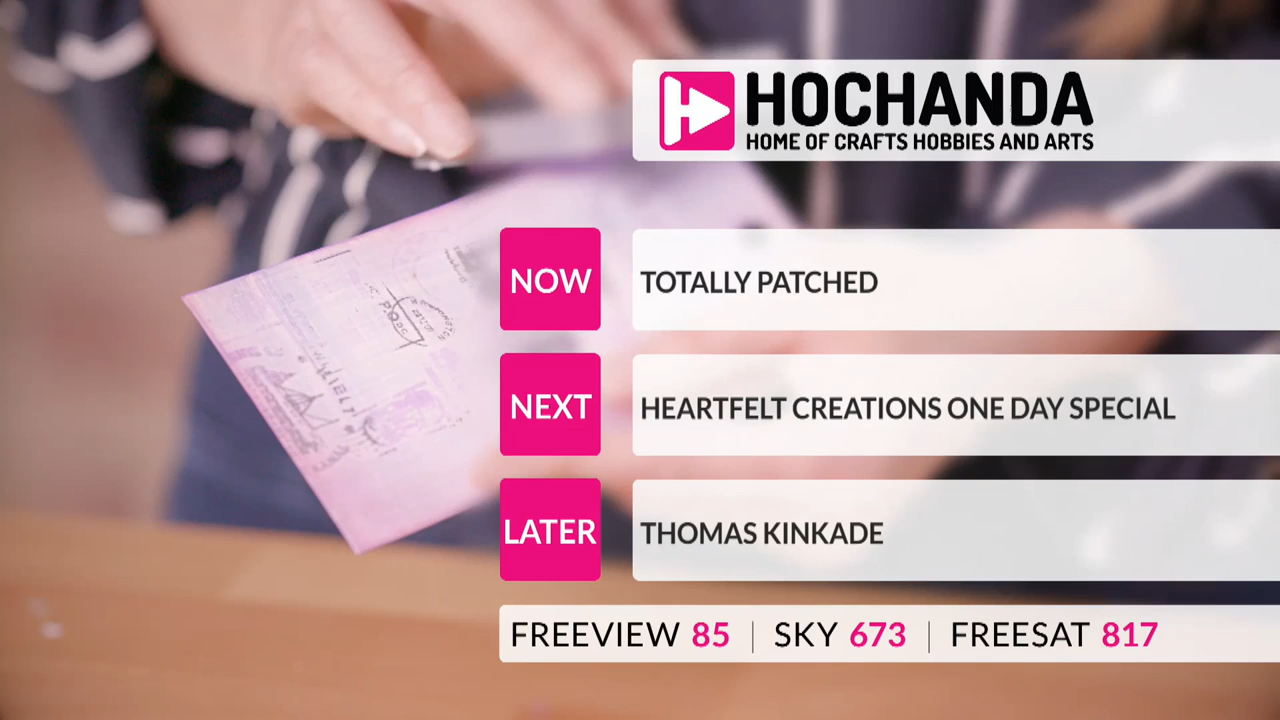 HOCHANDA
HOME OF CRAFTS HOBBIES AND ARTS
NOW
TOTALLY PATCHED
NEXT
HEARTFELT CREATIONS ONE DAY SPECIAL
LATER
THOMAS KINKADE
FREEVIEW 85 | SKY 673 | FREESAT 817